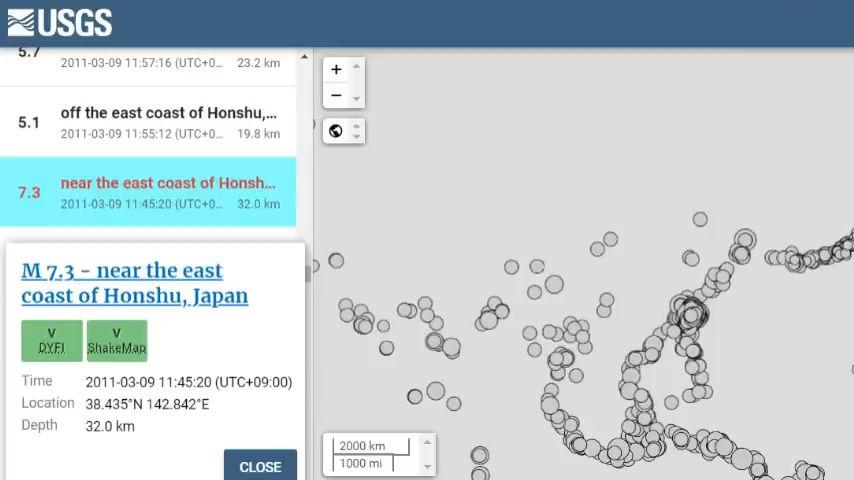 USGS
5.7
2011-03-09 11:57:16 (UTC+0... 23.2 km
5.1
off the east coast of Honshu,...
2011-03-09 11:55:12 (UTC+0... 19.8 km
7.3
near the east coast of Honsh...
2011-03-09 11:45:20 (UTC+0... 32.0 km
M 7.3 - near the east
coast of Honshu, Japan
V
DYFI
V
ShakeMap
Time 2011-03-09 11:45:20 (UTC+09:00)
Location 38.435°N 142.842°E
Depth 32.0 km
CLOSE
+
−
2000 km
1000 mi